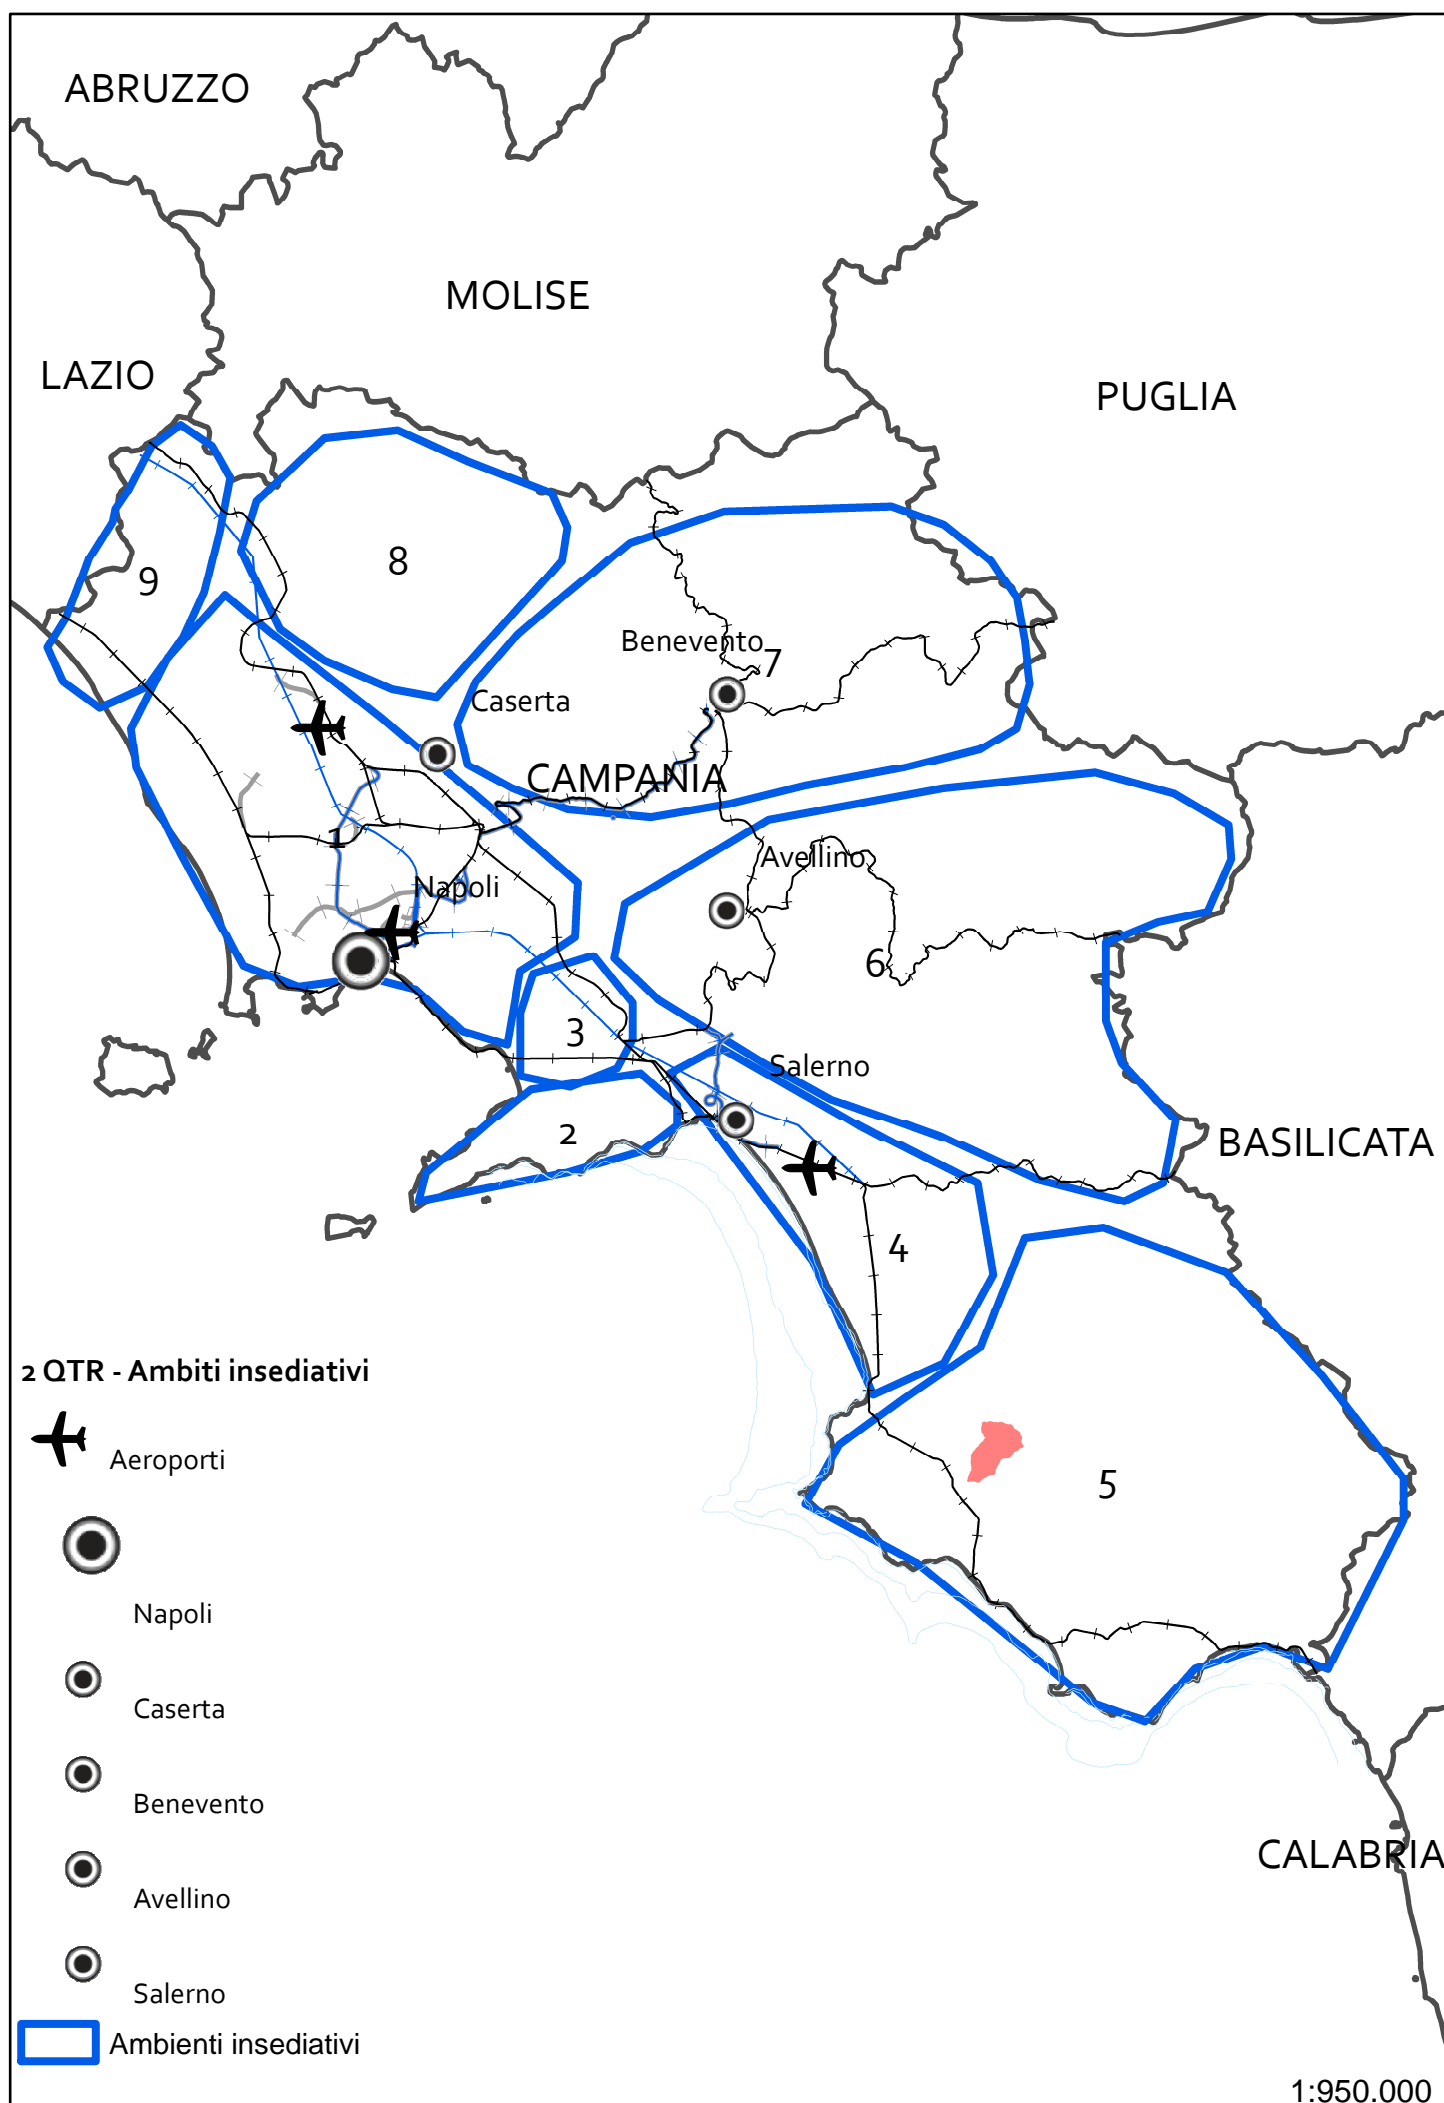 ABRUZZO
MOLISE
LAZIO
PUGLIA
8
9
Benevento
7
Caserta
CAMPANIA
1
Avellino
Napoli
6
3
Salerno
2
BASILICATA
4
2 QTR - Ambiti insediativi
Aeroporti
5
Napoli
Caserta
Benevento
CALABRIA
Avellino
Salerno
Ambienti insediativi
1:950.000